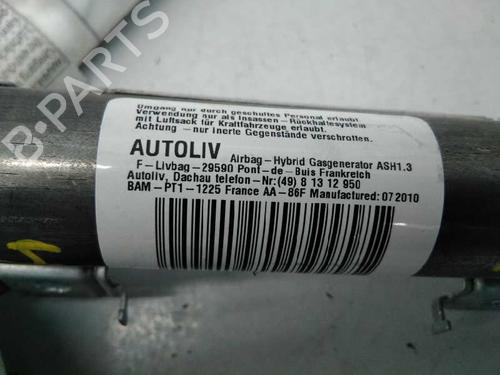 Umgang nur durch geschultes Personal erlaubt.
Verwendung nur als Insassen-Rückhaltesystem
mit Luftsack für Kraftfahrzeuge erlaubt.
Achtung -nur inerte Gegenstände verschrotten.
AUTOLIV Airbag-Hybrid Gasgenerator ASH1.3
F-Livbag-29590 Pont-de-Buis Frankreich
Autoliv, Dachau telefon-Nr:(49) 8 13 12 950
BAM-PT1-1225 France AA-86F Manufactured: 072010
B-PARTS